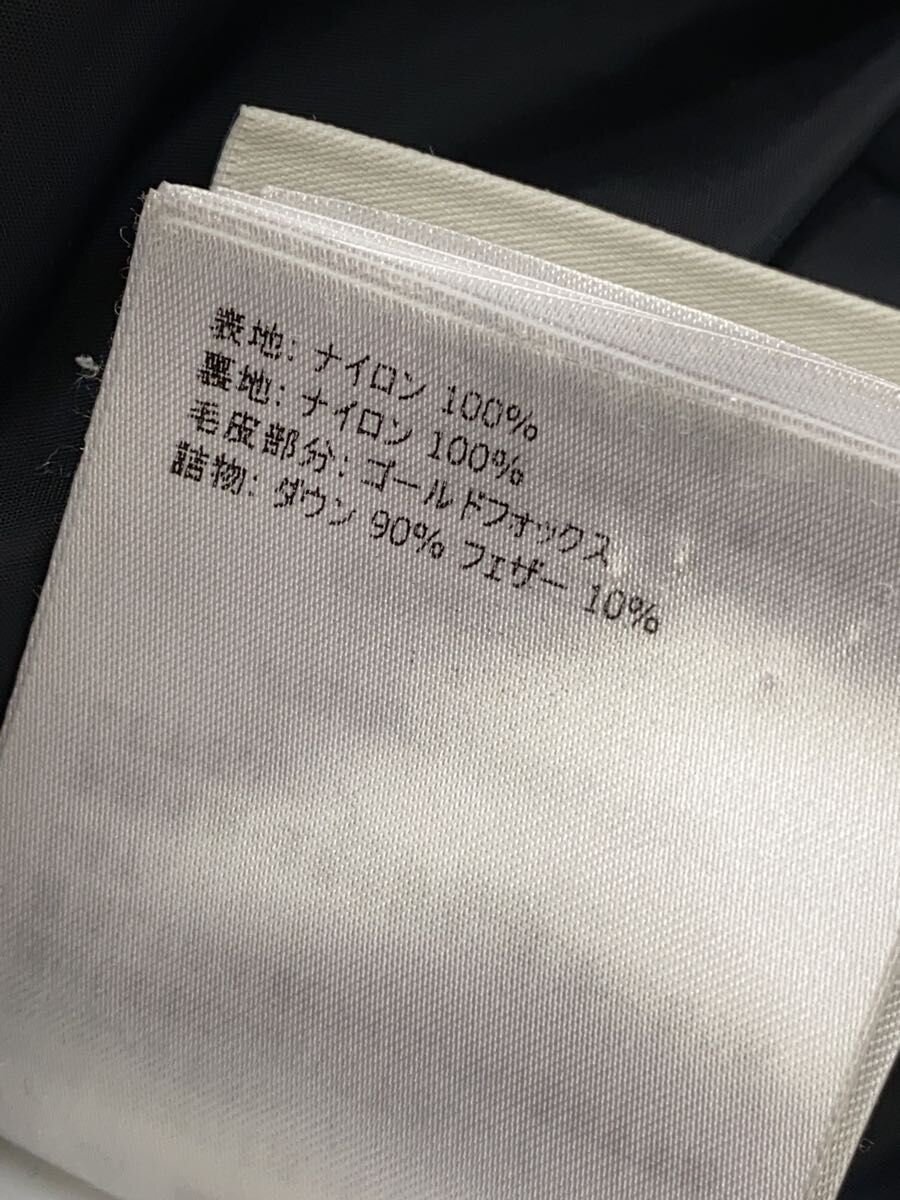 表地: ナイロン 100%
裏地: ナイロン 100%
毛皮部分: ゴールドフォックス
詰物: ダウン 90% フェザー 10%